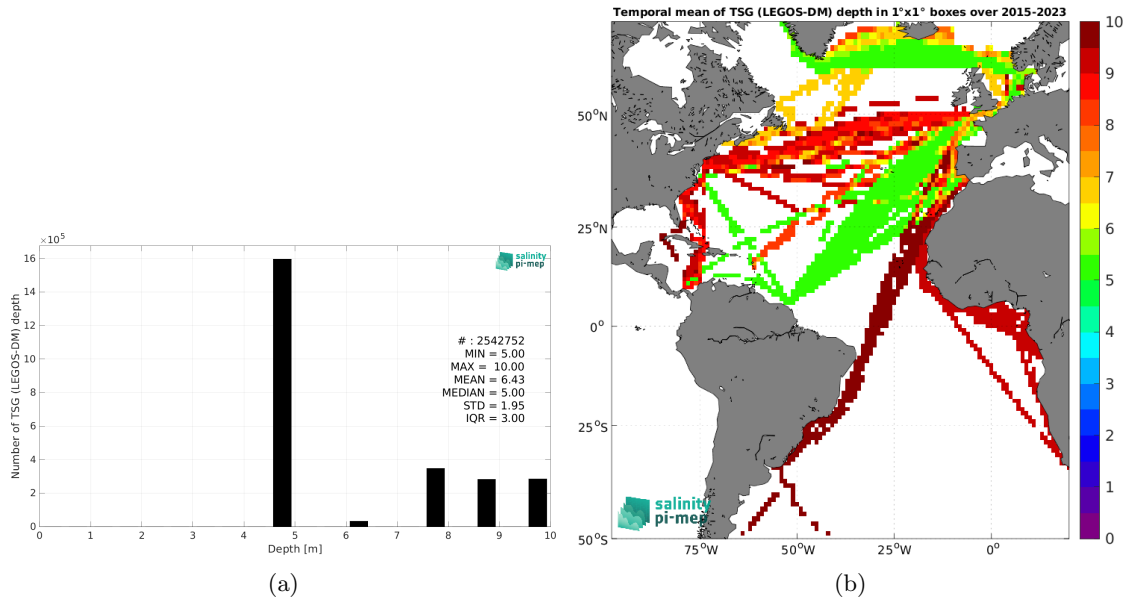 ×10⁵
16
14
12
10
8
6
4
2
0
Number of TSG (LEGOS-DM) depth
salinity
pi-mep
# : 2542752
MIN = 5.00
MAX = 10.00
MEAN = 6.43
MEDIAN = 5.00
STD = 1.95
IQR = 3.00
0 1 2 3 4 5 6 7 8 9 10
Depth [m]
(a)
Temporal mean of TSG (LEGOS-DM) depth in 1°x1° boxes over 2015-2023
50°N
25°N
0°
25°S
50°S
75°W 50°W 25°W 0°
salinity
pi-mep
10
9
8
7
6
5
4
3
2
1
0
(b)